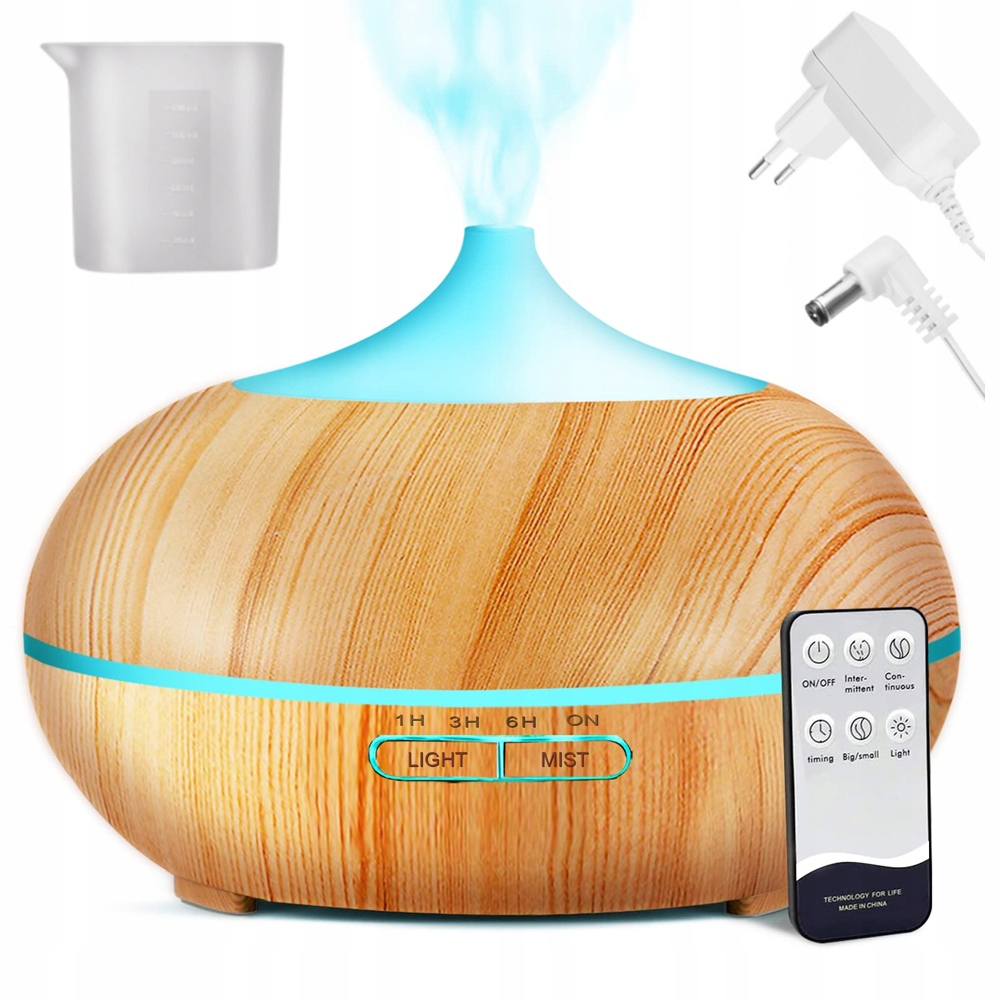 1H 3H 6H ON
LIGHT MIST
ON/OFF
Inter-
mittent
Con-
tinuous
timing
Big/small
Light
TECHNOLOGY FOR LIFE
MADE IN CHINA